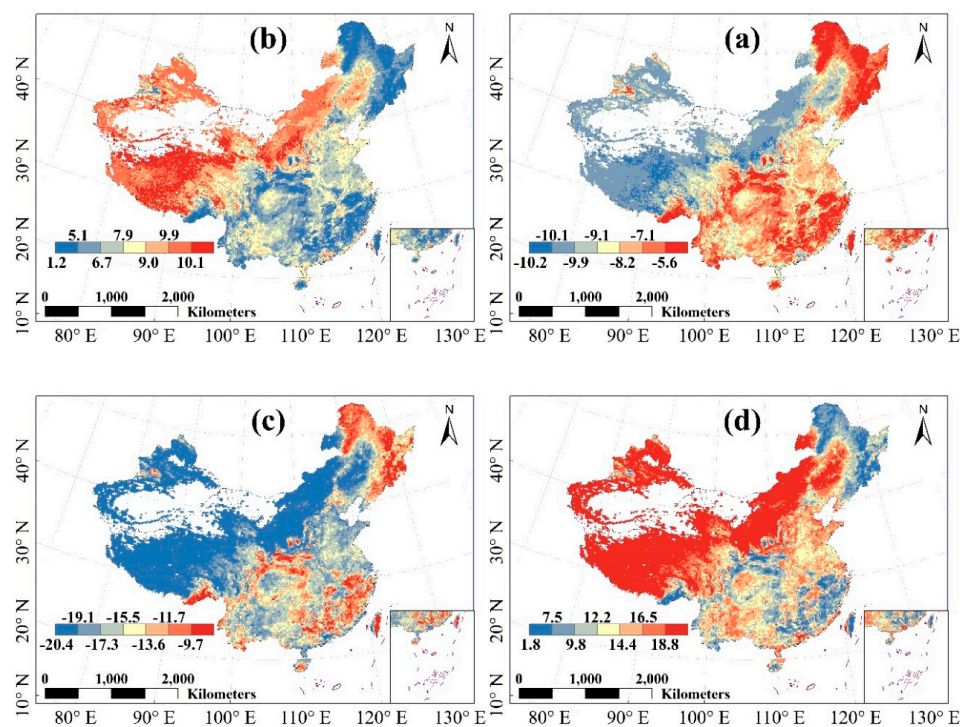 (b)
N
40° N
30° N
20° N
10° N
5.1 7.9 9.9
1.2 6.7 9.0 10.1
0 1,000 2,000
Kilometers
80° E 90° E 100° E 110° E 120° E 130° E
(a)
N
40° N
30° N
20° N
10° N
-10.1 -9.1 -7.1
-10.2 -9.9 -8.2 -5.6
0 1,000 2,000
Kilometers
80° E 90° E 100° E 110° E 120° E 130° E
(c)
N
40° N
30° N
20° N
10° N
-19.1 -15.5 -11.7
-20.4 -17.3 -13.6 -9.7
0 1,000 2,000
Kilometers
80° E 90° E 100° E 110° E 120° E 130° E
(d)
N
40° N
30° N
20° N
10° N
7.5 12.2 16.5
1.8 9.8 14.4 18.8
0 1,000 2,000
Kilometers
80° E 90° E 100° E 110° E 120° E 130° E